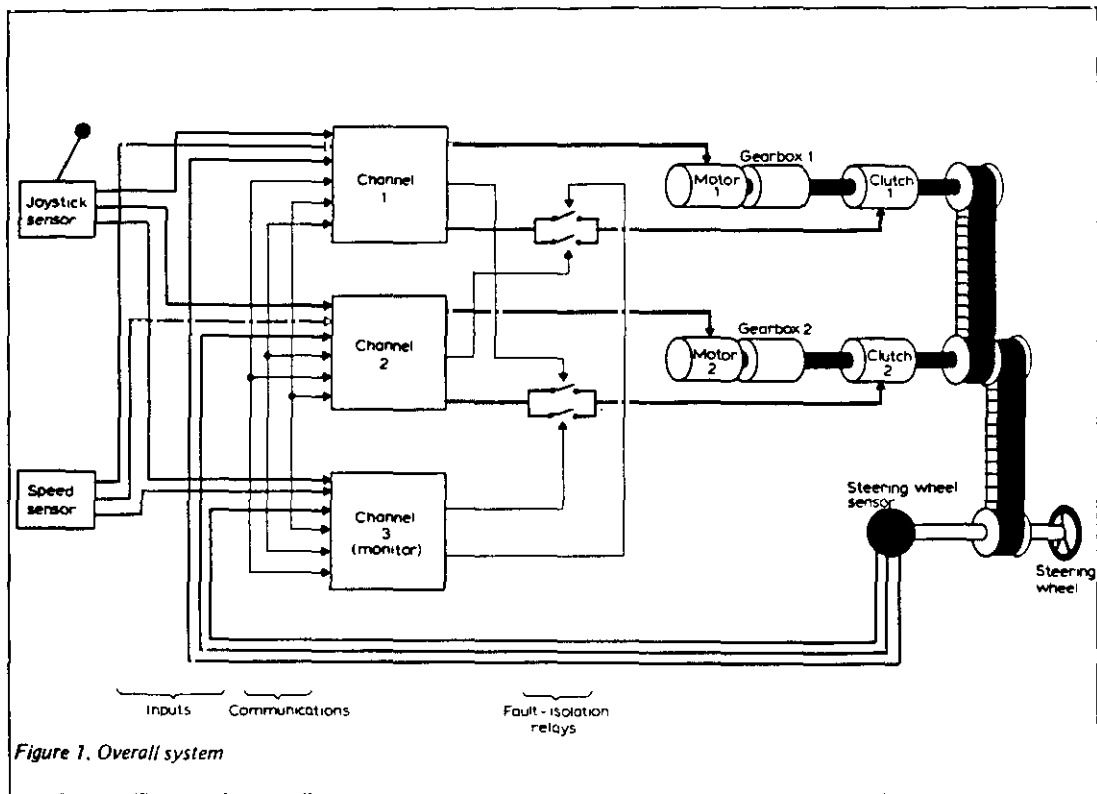 Joystick
sensor
Speed
sensor
Channel
1
Channel
2
Channel
3
(monitor)
Motor
1
Gearbox 1
Clutch
1
Motor
2
Gearbox 2
Clutch
2
Steering wheel
sensor
Steering
wheel
Inputs
Communications
Fault-isolation
relays
Figure 1. Overall system